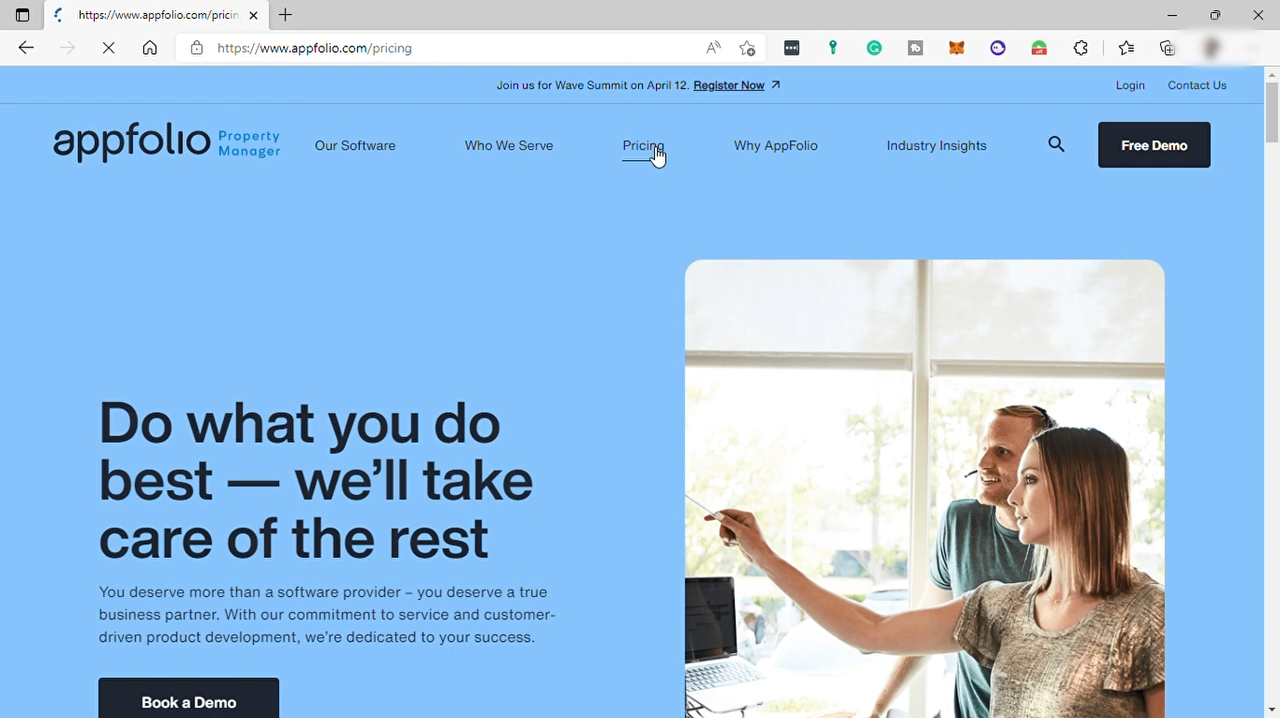 https://www.appfolio.com/pricin
https://www.appfolio.com/pricing
Join us for Wave Summit on April 12. Register Now
Login
Contact Us
appfolio Property Manager
Our Software
Who We Serve
Pricing
Why AppFolio
Industry Insights
Free Demo
Do what you do
best — we’ll take
care of the rest
You deserve more than a software provider – you deserve a true
business partner. With our commitment to service and customer-
driven product development, we’re dedicated to your success.
Book a Demo